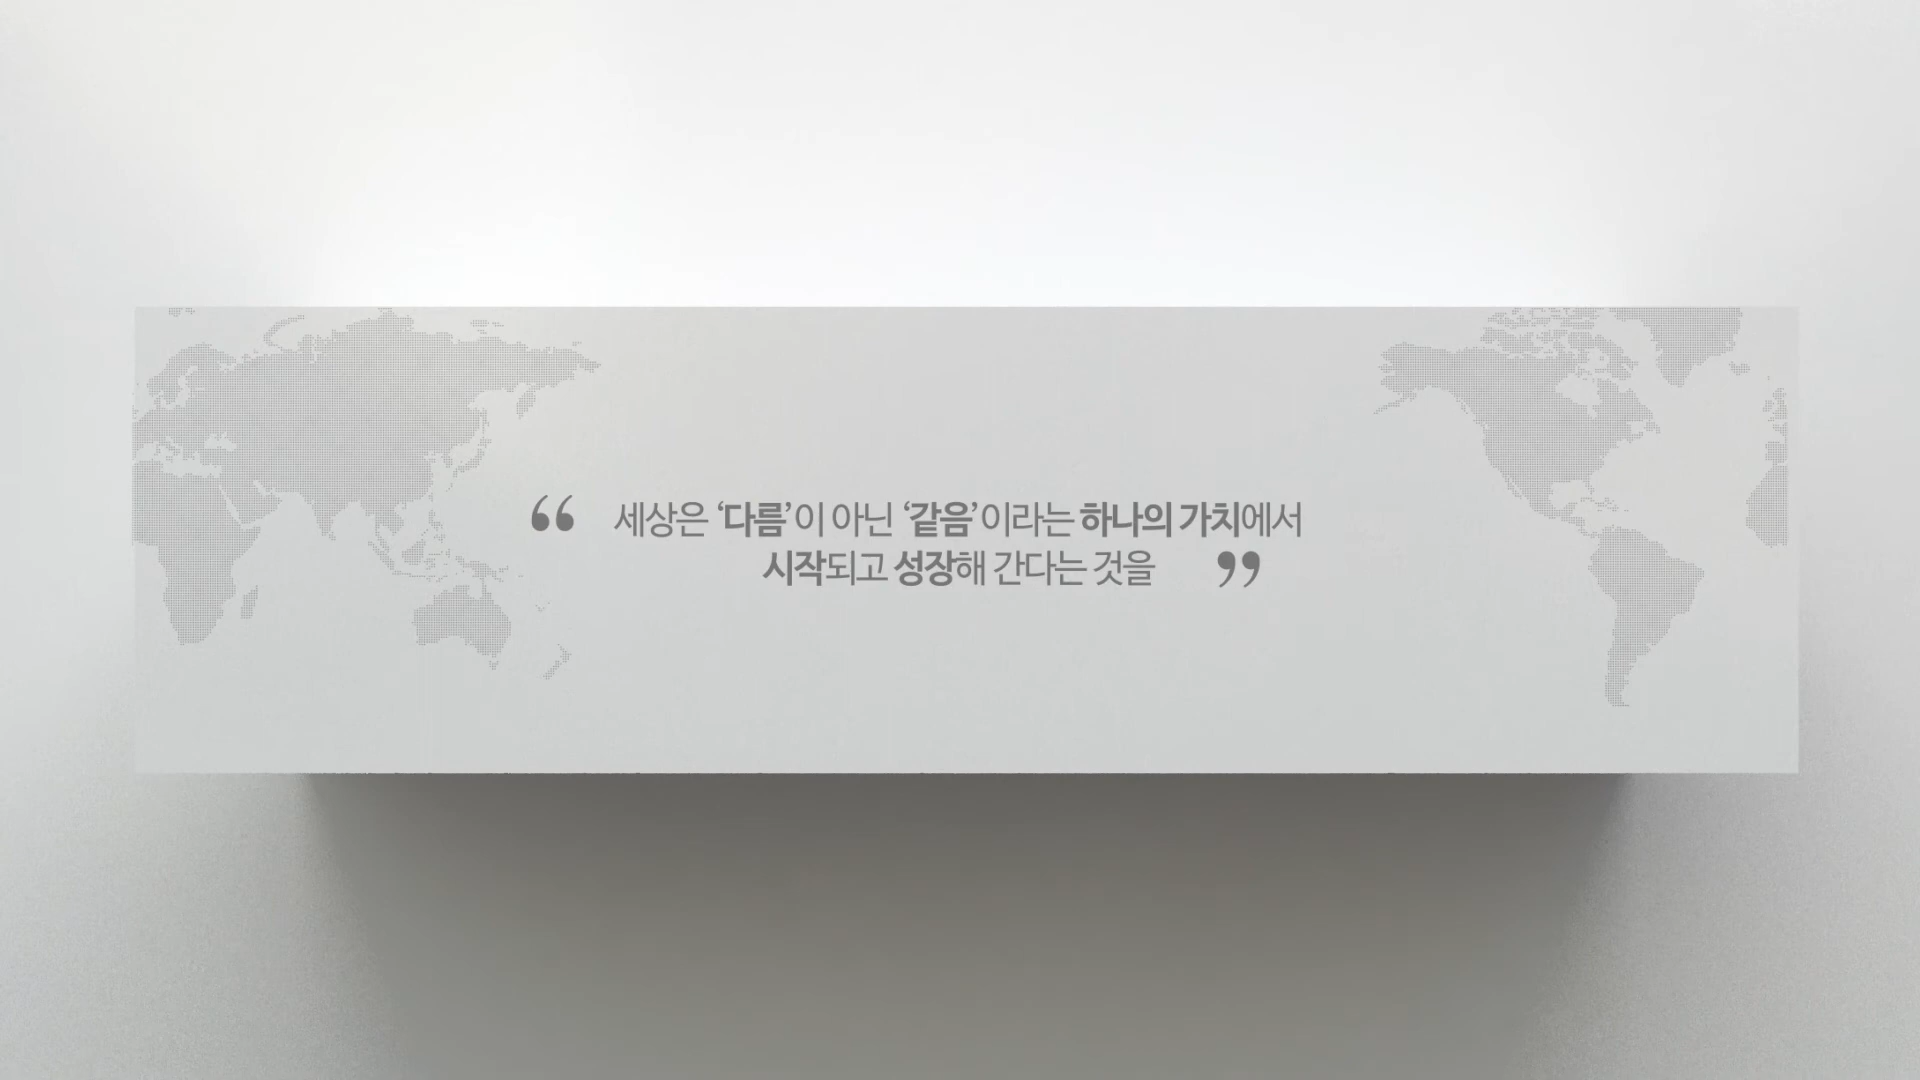 “ 세상은 ‘다름’이 아닌 ‘같음’이라는 하나의 가치에서
시작되고 성장해 간다는 것을 ”